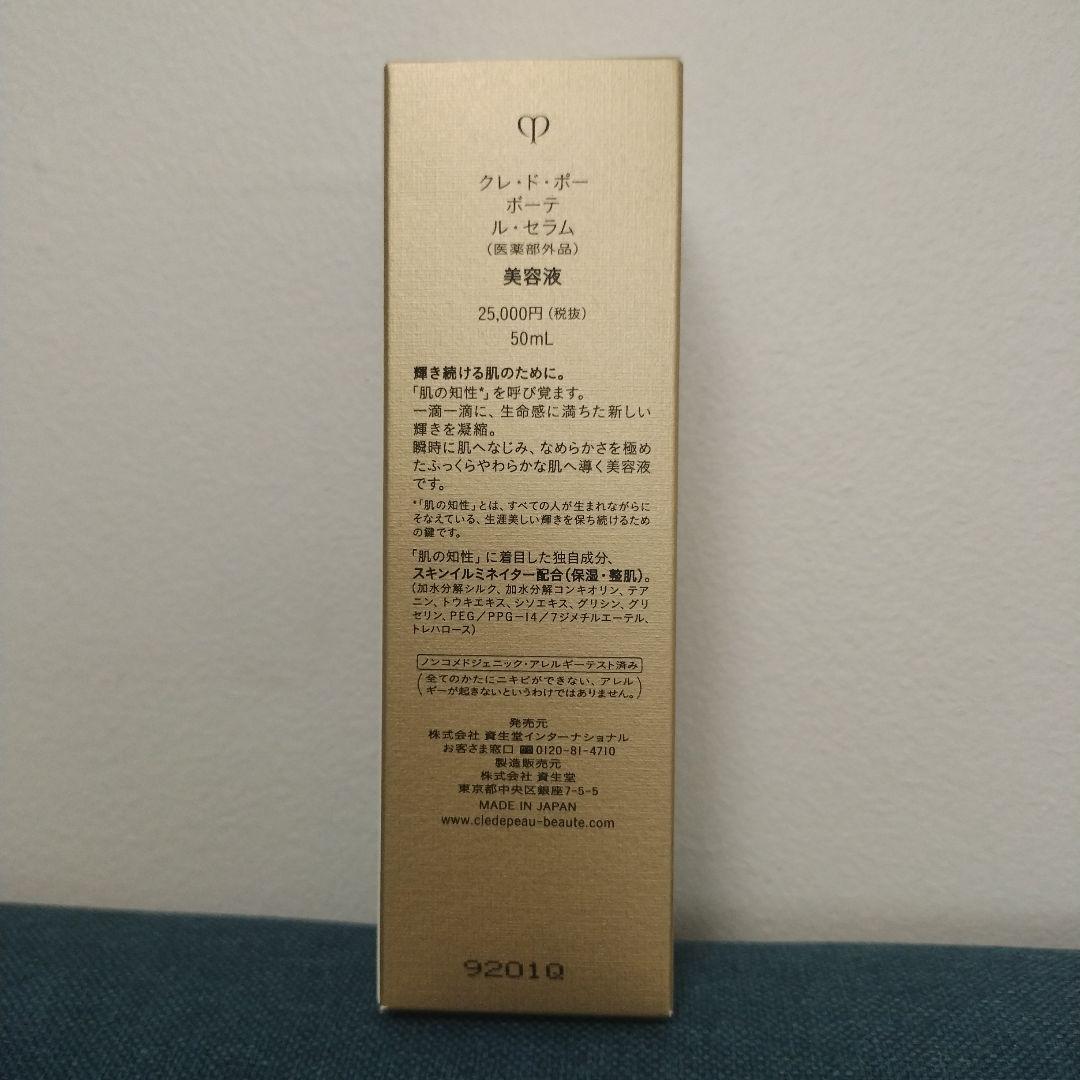 クレ・ド・ポー
ボーテ
ル・セラム
（医薬部外品）
美容液
25,000円（税抜）
50mL
輝き続ける肌のために。
「肌の知性*」を呼び覚ます。
一滴一滴に、生命感に満ちた新しい
輝きを凝縮。
瞬時に肌へなじみ、なめらかさを極め
たふっくらやわらかな肌へ導く美容液
です。
*「肌の知性」とは、すべての人が生まれながらに
そなえている、生涯美しい輝きを保ち続けるため
の鍵です。
「肌の知性」に着目した独自成分、
スキンイルミネイター配合（保湿・整肌）。
（加水分解シルク、加水分解コンキオリン、テア
ニン、トウキエキス、シソエキス、グリシン、グリ
セリン、PEG／PPG－14／7ジメチルエーテル、
トレハロース）
ノンコメドジェニック・アレルギーテスト済み
（全てのかたにニキビができない、アレル
ギーが起きないというわけではありません。）
発売元
株式会社 資生堂インターナショナル
お客さま窓口 0120-81-4710
製造販売元
株式会社 資生堂
東京都中央区銀座7-5-5
MADE IN JAPAN
www.cledepeau-beaute.com
9201Q